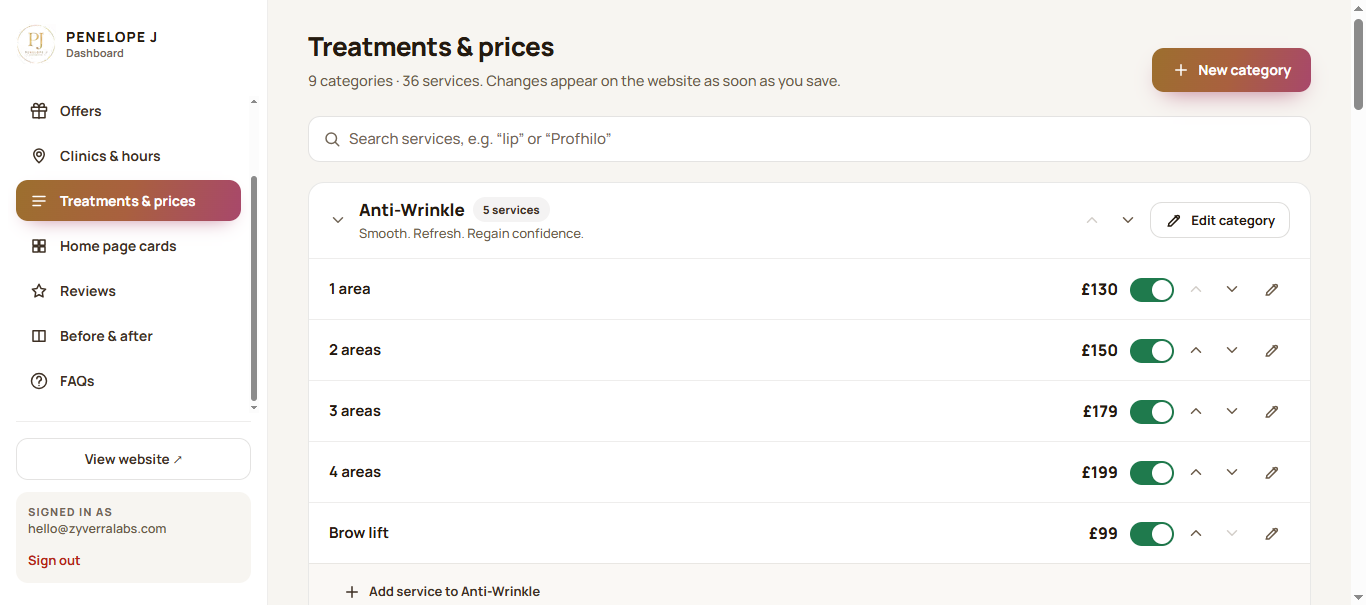 PJ
PENELOPE J
Dashboard
Offers
Clinics & hours
Treatments & prices
Home page cards
Reviews
Before & after
FAQs
View website ↗
SIGNED IN AS
hello@zyverralabs.com
Sign out
Treatments & prices
9 categories · 36 services. Changes appear on the website as soon as you save.
+ New category
Search services, e.g. “lip” or “Profhilo”
Anti-Wrinkle 5 services
Smooth. Refresh. Regain confidence.
Edit category
1 area £130
2 areas £150
3 areas £179
4 areas £199
Brow lift £99
+ Add service to Anti-Wrinkle